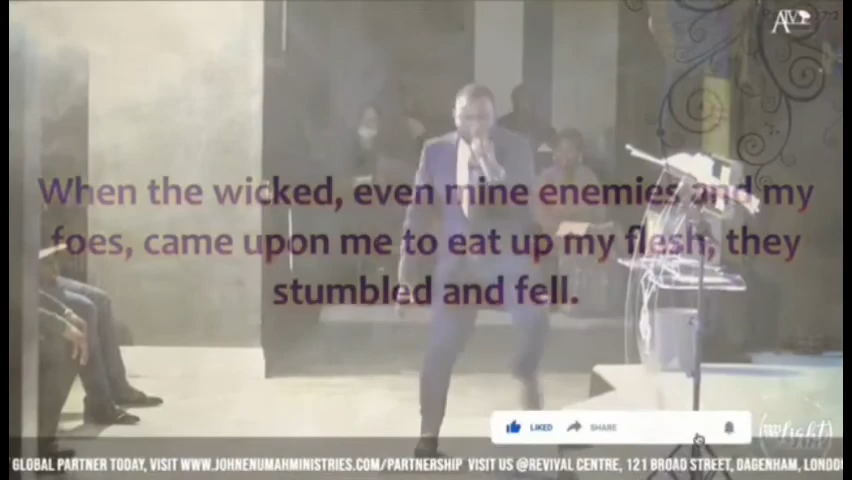 ATV
When the wicked, even mine enemies and my
foes, came upon me to eat up my flesh, they
stumbled and fell.
LIKED SHARE
light
GLOBAL PARTNER TODAY, VISIT WWW.JOHNENUMAHMINISTRIES.COM/PARTNERSHIP VISIT US @REVIVAL CENTRE, 121 BROAD STREET, DAGENHAM, LONDO